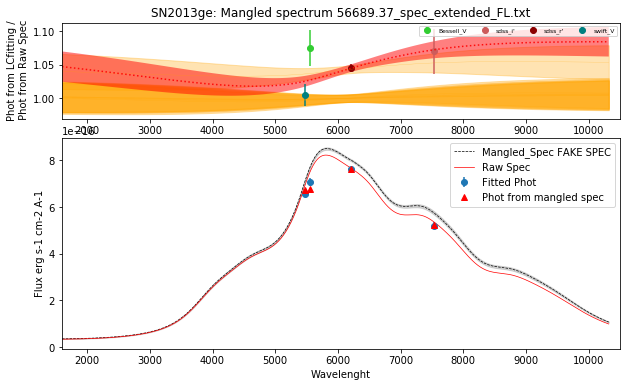 SN2013ge: Mangled spectrum 56689.37_spec_extended_FL.txt
Phot from LCfitting /
Phot from Raw Spec
1.10
1.05
1.00
Bessell_V
sdss_i'
sdss_r'
swift_V
2000 3000 4000 5000 6000 7000 8000 9000 10000
1e−16
Flux erg s-1 cm-2 A-1
8
6
4
2
0
Mangled_Spec FAKE SPEC
Raw Spec
Fitted Phot
Phot from mangled spec
2000 3000 4000 5000 6000 7000 8000 9000 10000
Wavelenght